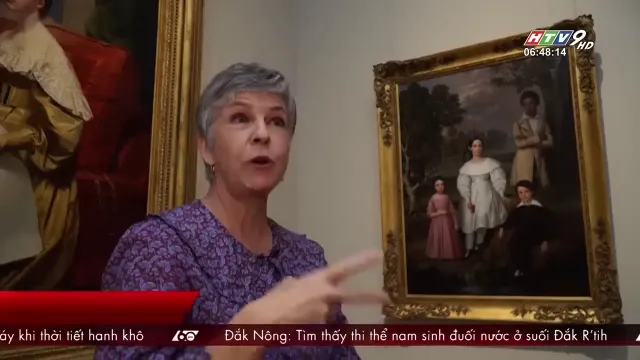 HTV9 HD
06:48:14
áy khi thời tiết hanh khô 60 Đắk Nông: Tìm thấy thi thể nam sinh đuối nước ở suối Đắk R'tih